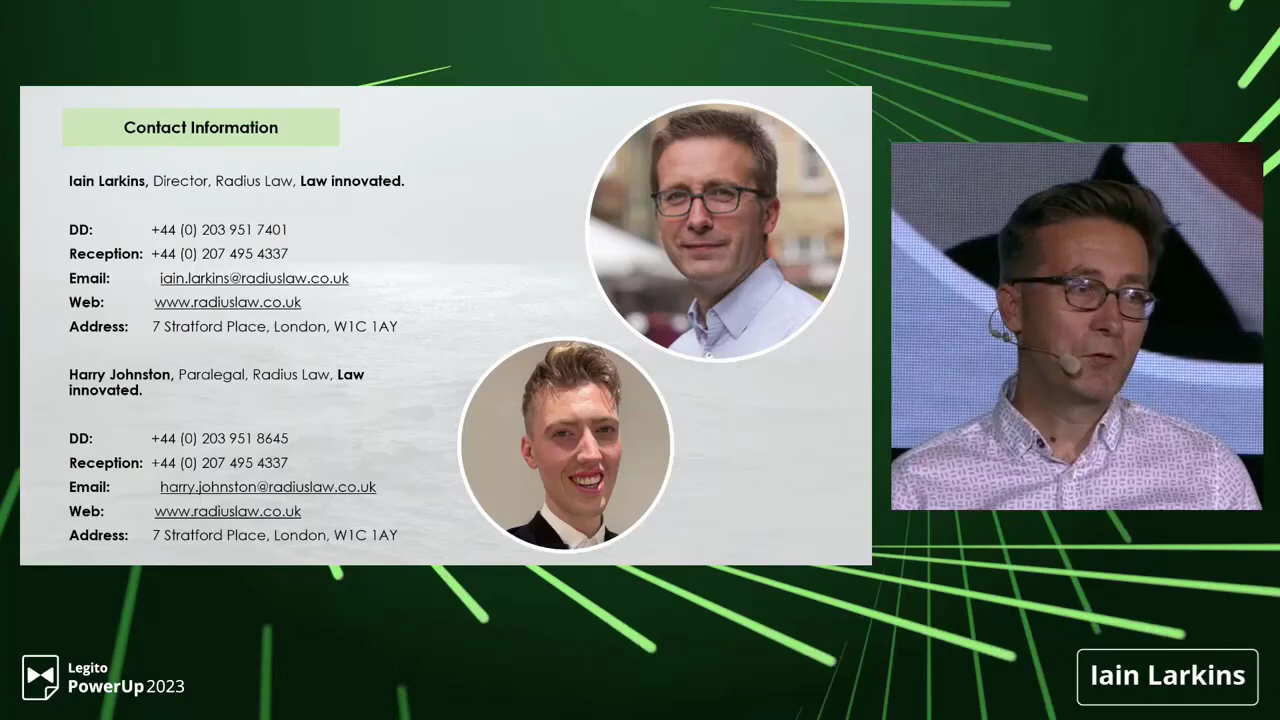 Contact Information
Iain Larkins, Director, Radius Law, Law innovated.
DD: +44 (0) 203 951 7401
Reception: +44 (0) 207 495 4337
Email: iain.larkins@radiuslaw.co.uk
Web: www.radiuslaw.co.uk
Address: 7 Stratford Place, London, W1C 1AY
Harry Johnston, Paralegal, Radius Law, Law
innovated.
DD: +44 (0) 203 951 8645
Reception: +44 (0) 207 495 4337
Email: harry.johnston@radiuslaw.co.uk
Web: www.radiuslaw.co.uk
Address: 7 Stratford Place, London, W1C 1AY
Legito
PowerUp 2023
Iain Larkins